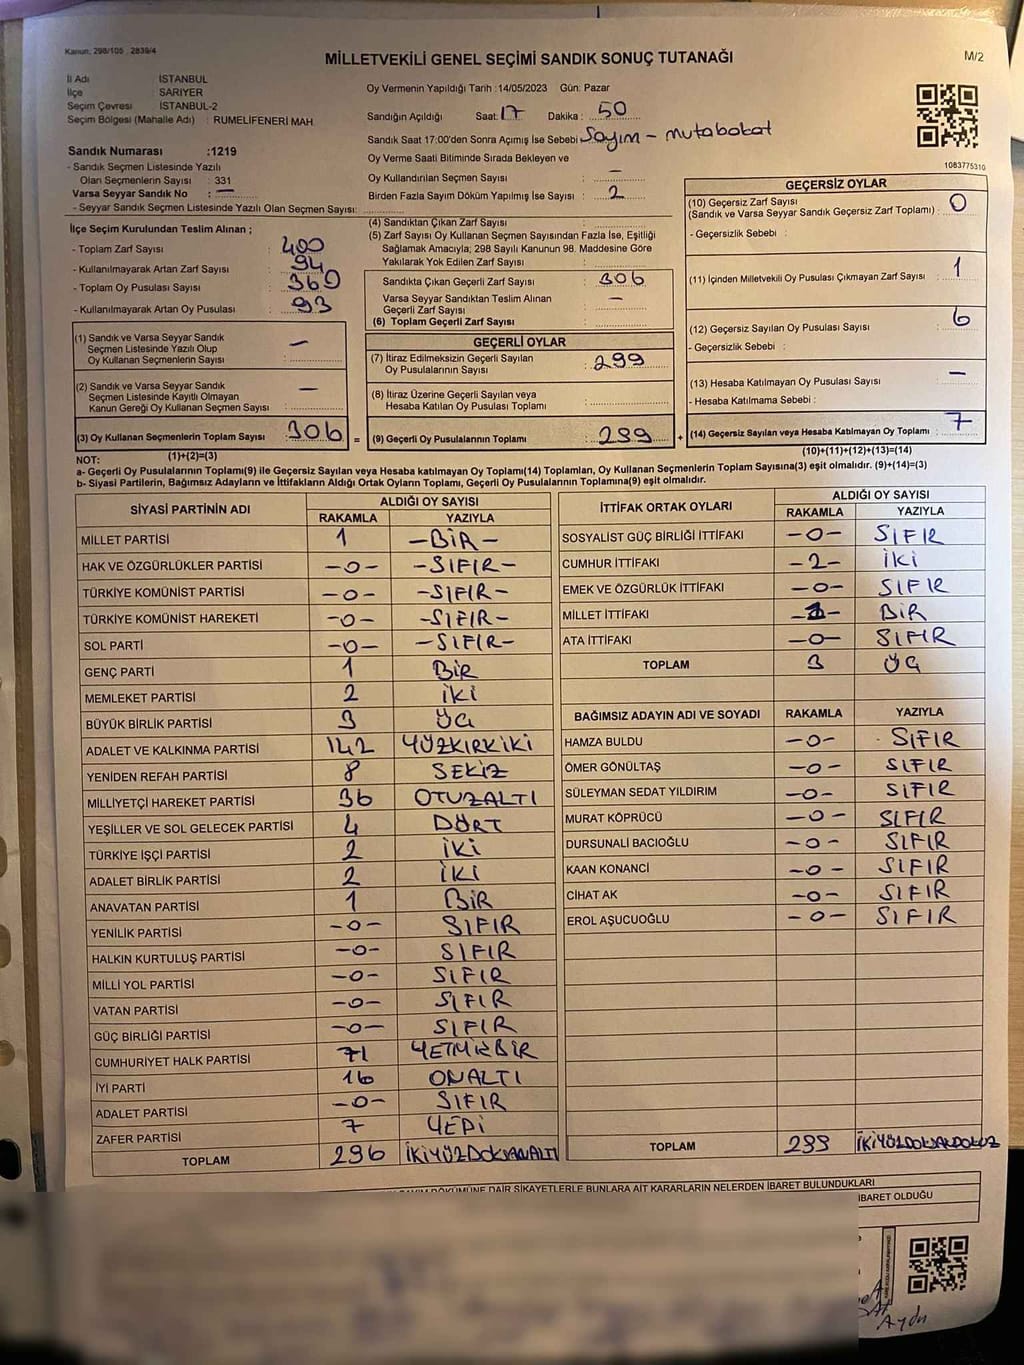 Kanun: 298/105 2839/4
MİLLETVEKİLİ GENEL SEÇİMİ SANDIK SONUÇ TUTANAĞI
M/2
İl Adı İSTANBUL
İlçe SARIYER
Seçim Çevresi İSTANBUL-2
Seçim Bölgesi (Mahalle Adı) : RUMELİFENERİ MAH.
Sandık Numarası :1219
- Sandık Seçmen Listesinde Yazılı
Olan Seçmenlerin Sayısı : 331
Varsa Seyyar Sandık No : —
- Seyyar Sandık Seçmen Listesinde Yazılı Olan Seçmen Sayısı:
Oy Vermenin Yapıldığı Tarih :14/05/2023 Gün: Pazar
Sandığın Açıldığı Saat: 17 Dakika : 50
Sandık Saat 17:00'den Sonra Açımış İse Sebebi : Sayım - mutabakat
Oy Verme Saati Bitiminde Sırada Bekleyen ve
Oy Kullandırılan Seçmen Sayısı : —
Birden Fazla Sayım Döküm Yapılmış İse Sayısı : 2
1083775310
İlçe Seçim Kurulundan Teslim Alınan ;
- Toplam Zarf Sayısı : 400
- Kullanılmayarak Artan Zarf Sayısı : 94
- Toplam Oy Pusulası Sayısı :
- Kullanılmayarak Artan Oy Pusulası : 93
(1) Sandık ve Varsa Seyyar Sandık
Seçmen Listesinde Yazılı Olup
Oy Kullanan Seçmenlerin Sayısı : —
(2) Sandık ve Varsa Seyyar Sandık
Seçmen Listesinde Kayıtlı Olmayan
Kanun Gereği Oy Kullanan Seçmen Sayısı : —
(3) Oy Kullanan Seçmenlerin Toplam Sayısı : 306 =
(1)+(2)=(3)
(4) Sandıktan Çıkan Zarf Sayısı :
(5) Zarf Sayısı Oy Kullanan Seçmen Sayısından Fazla İse, Eşitliği
Sağlamak Amacıyla; 298 Sayılı Kanunun 98. Maddesine Göre
Yakılarak Yok Edilen Zarf Sayısı :
Sandıkta Çıkan Geçerli Zarf Sayısı : 306
Varsa Seyyar Sandıktan Teslim Alınan
Geçerli Zarf Sayısı : —
(6) Toplam Geçerli Zarf Sayısı :
GEÇERLİ OYLAR
(7) İtiraz Edilmeksizin Geçerli Sayılan
Oy Pusulalarının Sayısı : 299
(8) İtiraz Üzerine Geçerli Sayılan veya
Hesaba Katılan Oy Pusulası Toplamı :
(9) Geçerli Oy Pusulalarının Toplamı : 299 +
GEÇERSİZ OYLAR
(10) Geçersiz Zarf Sayısı
(Sandık ve Varsa Seyyar Sandık Geçersiz Zarf Toplamı) : 0
- Geçersizlik Sebebi :
(11) İçinden Milletvekili Oy Pusulası Çıkmayan Zarf Sayısı : 1
(12) Geçersiz Sayılan Oy Pusulası Sayısı : 6
- Geçersizlik Sebebi :
(13) Hesaba Katılmayan Oy Pusulası Sayısı : —
- Hesaba Katılmama Sebebi :
(14) Geçersiz Sayılan veya Hesaba Katılmayan Oy Toplamı : 7
(10)+(11)+(12)+(13)=(14)
NOT:
a- Geçerli Oy Pusulalarının Toplamı(9) ile Geçersiz Sayılan veya Hesaba katılmayan Oy Toplamı(14) Toplamları, Oy Kullanan Seçmenlerin Toplam Sayısına(3) eşit olmalıdır. (9)+(14)=(3)
b- Siyasi Partilerin, Bağımsız Adayların ve İttifakların Aldığı Ortak Oyların Toplamı, Geçerli Oy Pusulalarının Toplamına(9) eşit olmalıdır.
SİYASİ PARTİNİN ADI ALDIĞI OY SAYISI
RAKAMLA YAZIYLA
MİLLET PARTİSİ 1 -BİR-
HAK VE ÖZGÜRLÜKLER PARTİSİ -0- -SIFIR-
TÜRKİYE KOMÜNİST PARTİSİ -0- -SIFIR-
TÜRKİYE KOMÜNİST HAREKETİ -0- -SIFIR-
SOL PARTİ -0- -SIFIR-
GENÇ PARTİ 1 BİR
MEMLEKET PARTİSİ 2 İKİ
BÜYÜK BİRLİK PARTİSİ 3 ÜÇ
ADALET VE KALKINMA PARTİSİ 142 YÜZKIRKİKİ
YENİDEN REFAH PARTİSİ 8 SEKİZ
MİLLİYETÇİ HAREKET PARTİSİ 36 OTUZALTI
YEŞİLLER VE SOL GELECEK PARTİSİ 4 DÖRT
TÜRKİYE İŞÇİ PARTİSİ 2 İKİ
ADALET BİRLİK PARTİSİ 2 İKİ
ANAVATAN PARTİSİ 1 BİR
YENİLİK PARTİSİ -0- SIFIR
HALKIN KURTULUŞ PARTİSİ -0- SIFIR
MİLLİ YOL PARTİSİ -0- SIFIR
VATAN PARTİSİ -0- SIFIR
GÜÇ BİRLİĞİ PARTİSİ -0- SIFIR
CUMHURİYET HALK PARTİSİ 71 YETMİŞBİR
İYİ PARTİ 16 ONALTI
ADALET PARTİSİ -0- SIFIR
ZAFER PARTİSİ 7 YEDİ
TOPLAM 296 İKİYÜZDOKSANALTI
İTTİFAK ORTAK OYLARI ALDIĞI OY SAYISI
RAKAMLA YAZIYLA
SOSYALİST GÜÇ BİRLİĞİ İTTİFAKI -0- SIFIR
CUMHUR İTTİFAKI -2- İKİ
EMEK VE ÖZGÜRLÜK İTTİFAKI -0- SIFIR
MİLLET İTTİFAKI -1- BİR
ATA İTTİFAKI -0- SIFIR
TOPLAM 3 ÜÇ
BAĞIMSIZ ADAYIN ADI VE SOYADI RAKAMLA YAZIYLA
HAMZA BULDU -0- SIFIR
ÖMER GÖNÜLTAŞ -0- SIFIR
SÜLEYMAN SEDAT YILDIRIM -0- SIFIR
MURAT KÖPRÜCÜ -0- SIFIR
DURSUNALİ BACIOĞLU -0- SIFIR
KAAN KONANCİ -0- SIFIR
CİHAT AK -0- SIFIR
EROL AŞUCUOĞLU -0- SIFIR
TOPLAM 299 İKİYÜZDOKSANDOKUZ
DÖKÜMÜNE DAİR ŞİKAYETLERLE BUNLARA AİT KARARLARIN NELERDEN İBARET BULUNDUKLARI
İBARET OLDUĞU
Aydın